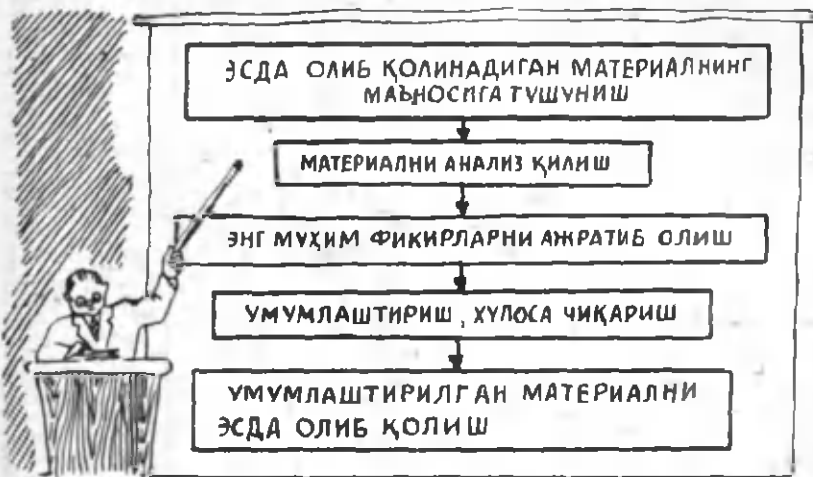 ЭСДА ОЛИБ ҚОЛИНАДИГАН МАТЕРИАЛНИНГ
МАЪНОСИГА ТУШУНИШ
МАТЕРИАЛНИ АНАЛИЗ ҚИЛИШ
ЭНГ МУҲИМ ФИКИРЛАРНИ АЖРАТИБ ОЛИШ
УМУМЛАШТИРИШ, ХУЛОСА ЧИҚАРИШ
УМУМЛАШТИРИЛГАН МАТЕРИАЛНИ
ЭСДА ОЛИБ ҚОЛИШ